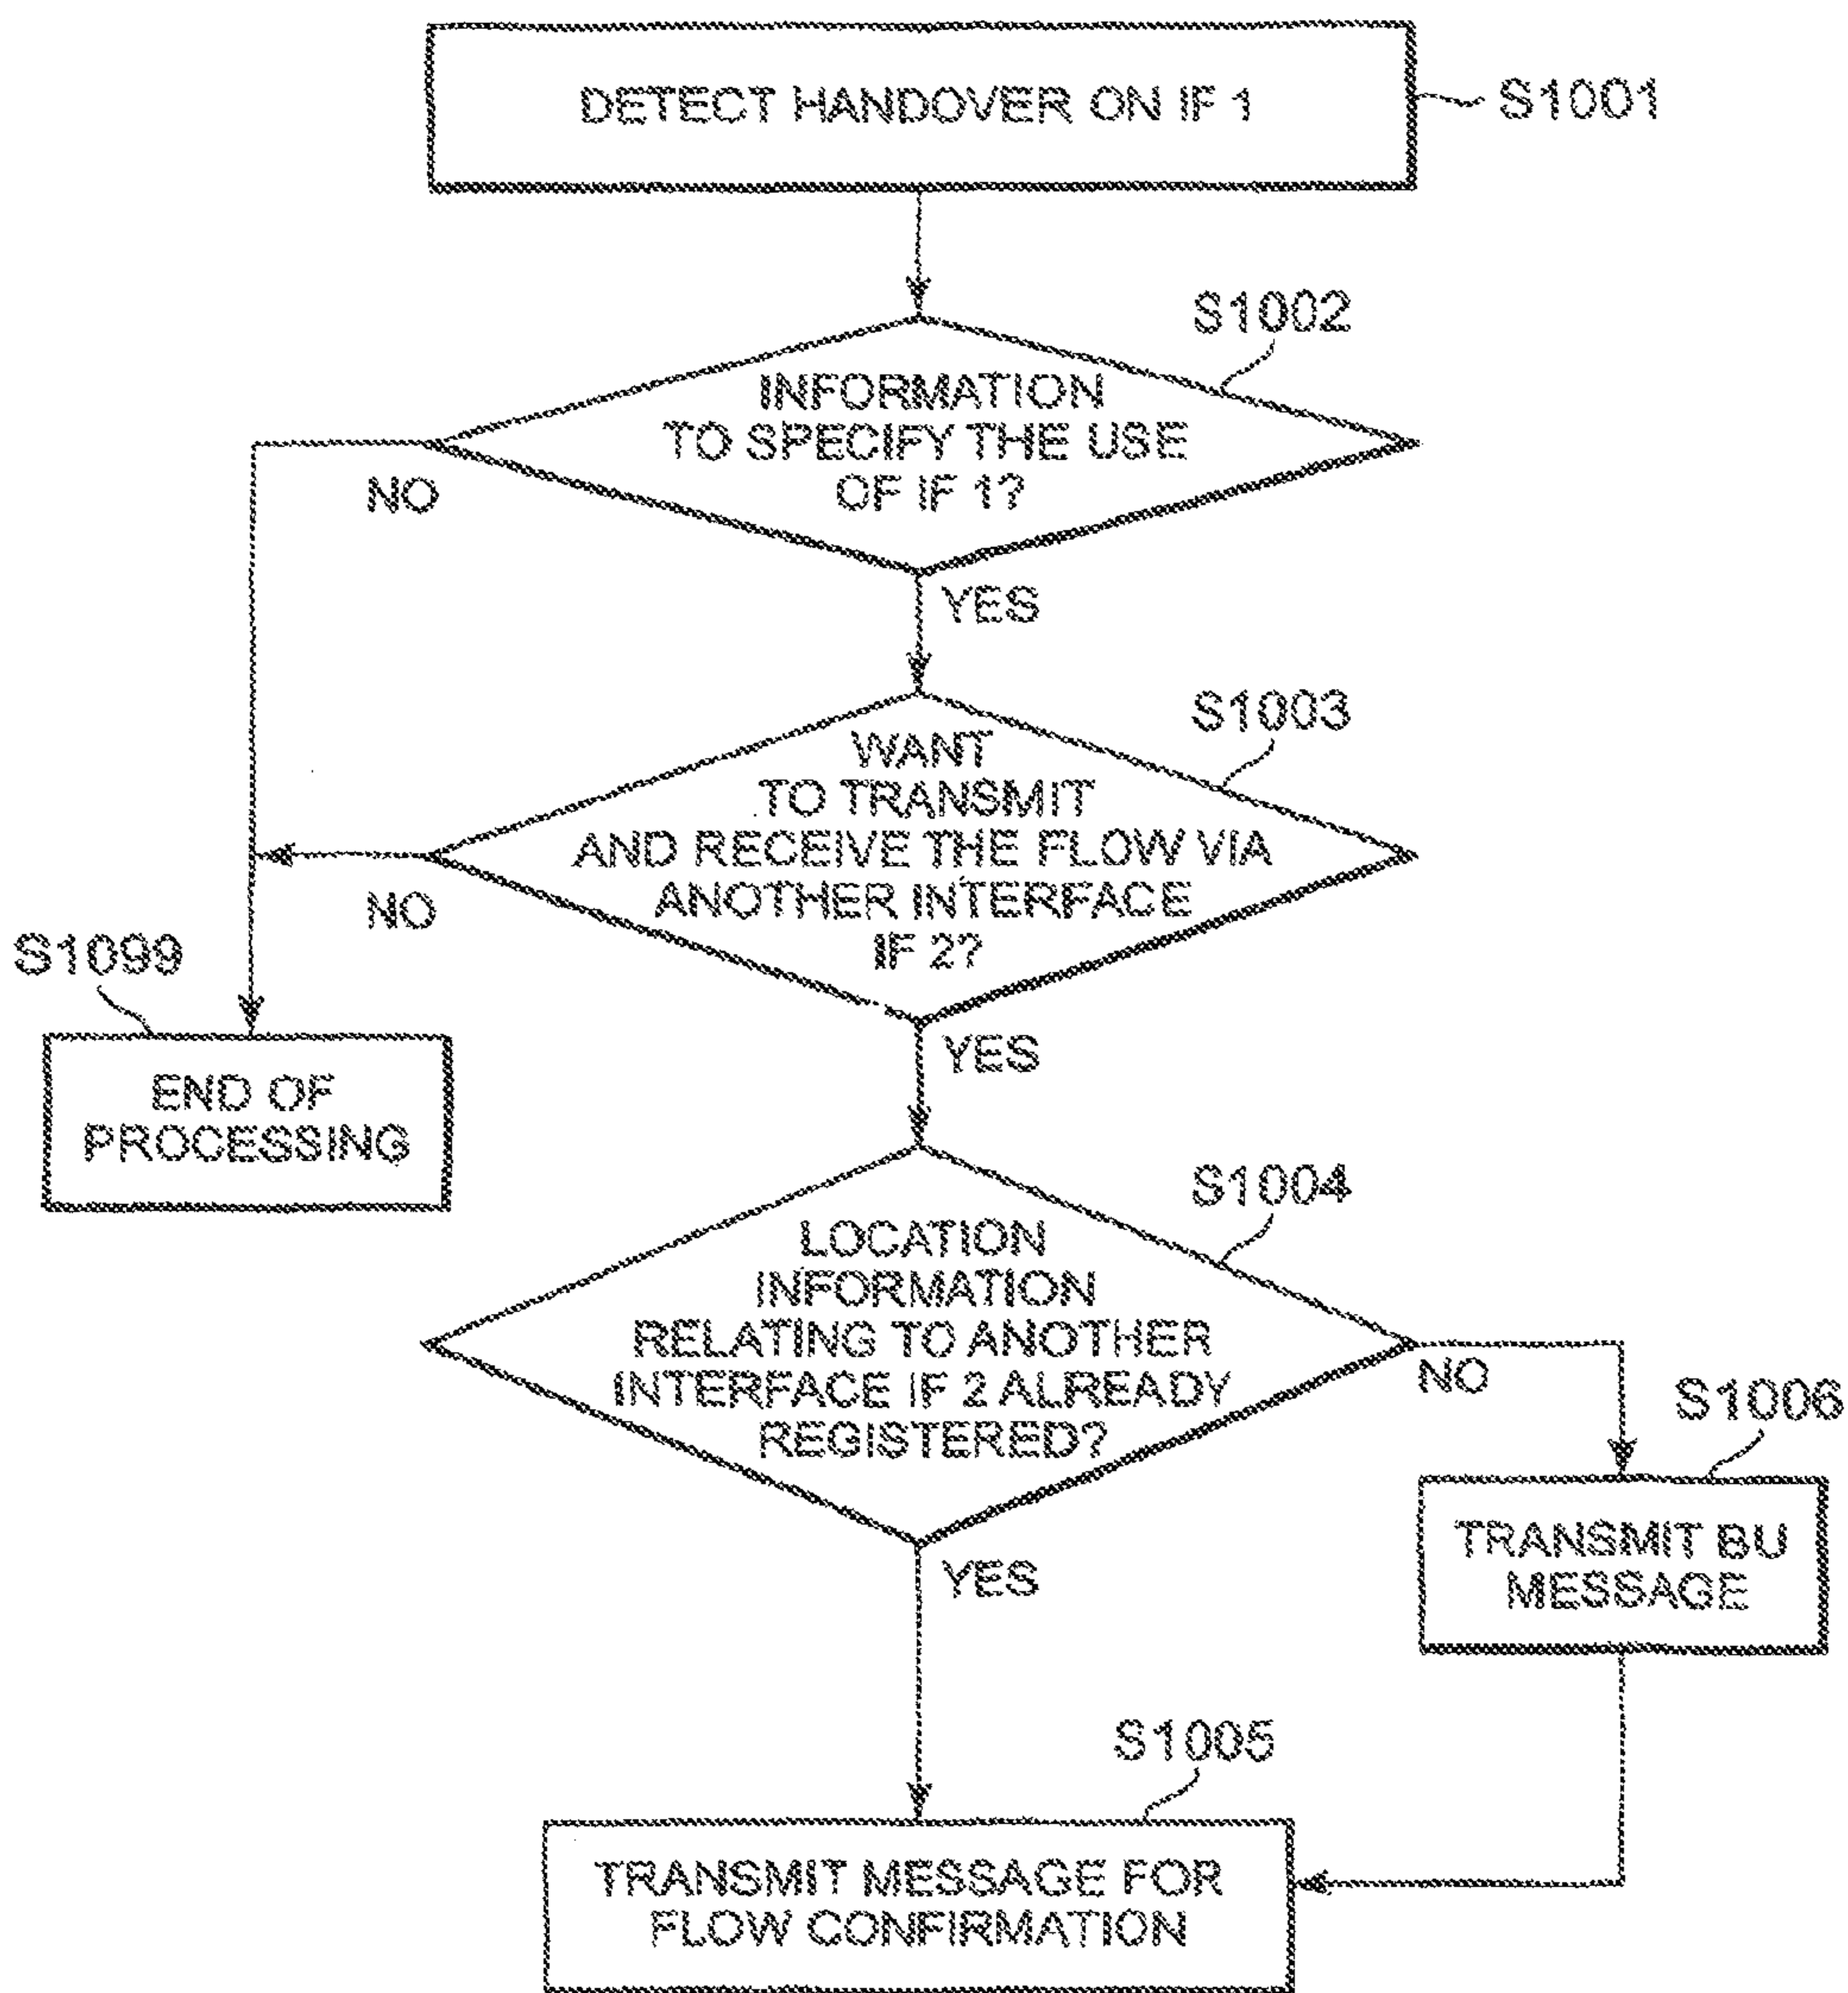 DETECT HANDOVER ON IF 1
S1001
S1002
INFORMATION
TO SPECIFY THE USE
OF IF 1?
NO
YES
S1003
WANT
TO TRANSMIT
AND RECEIVE THE FLOW VIA
ANOTHER INTERFACE
IF 2?
NO
S1099
END OF
PROCESSING
YES
S1004
LOCATION
INFORMATION
RELATING TO ANOTHER
INTERFACE IF 2 ALREADY
REGISTERED?
NO
S1006
TRANSMIT BU
MESSAGE
YES
S1005
TRANSMIT MESSAGE FOR
FLOW CONFIRMATION